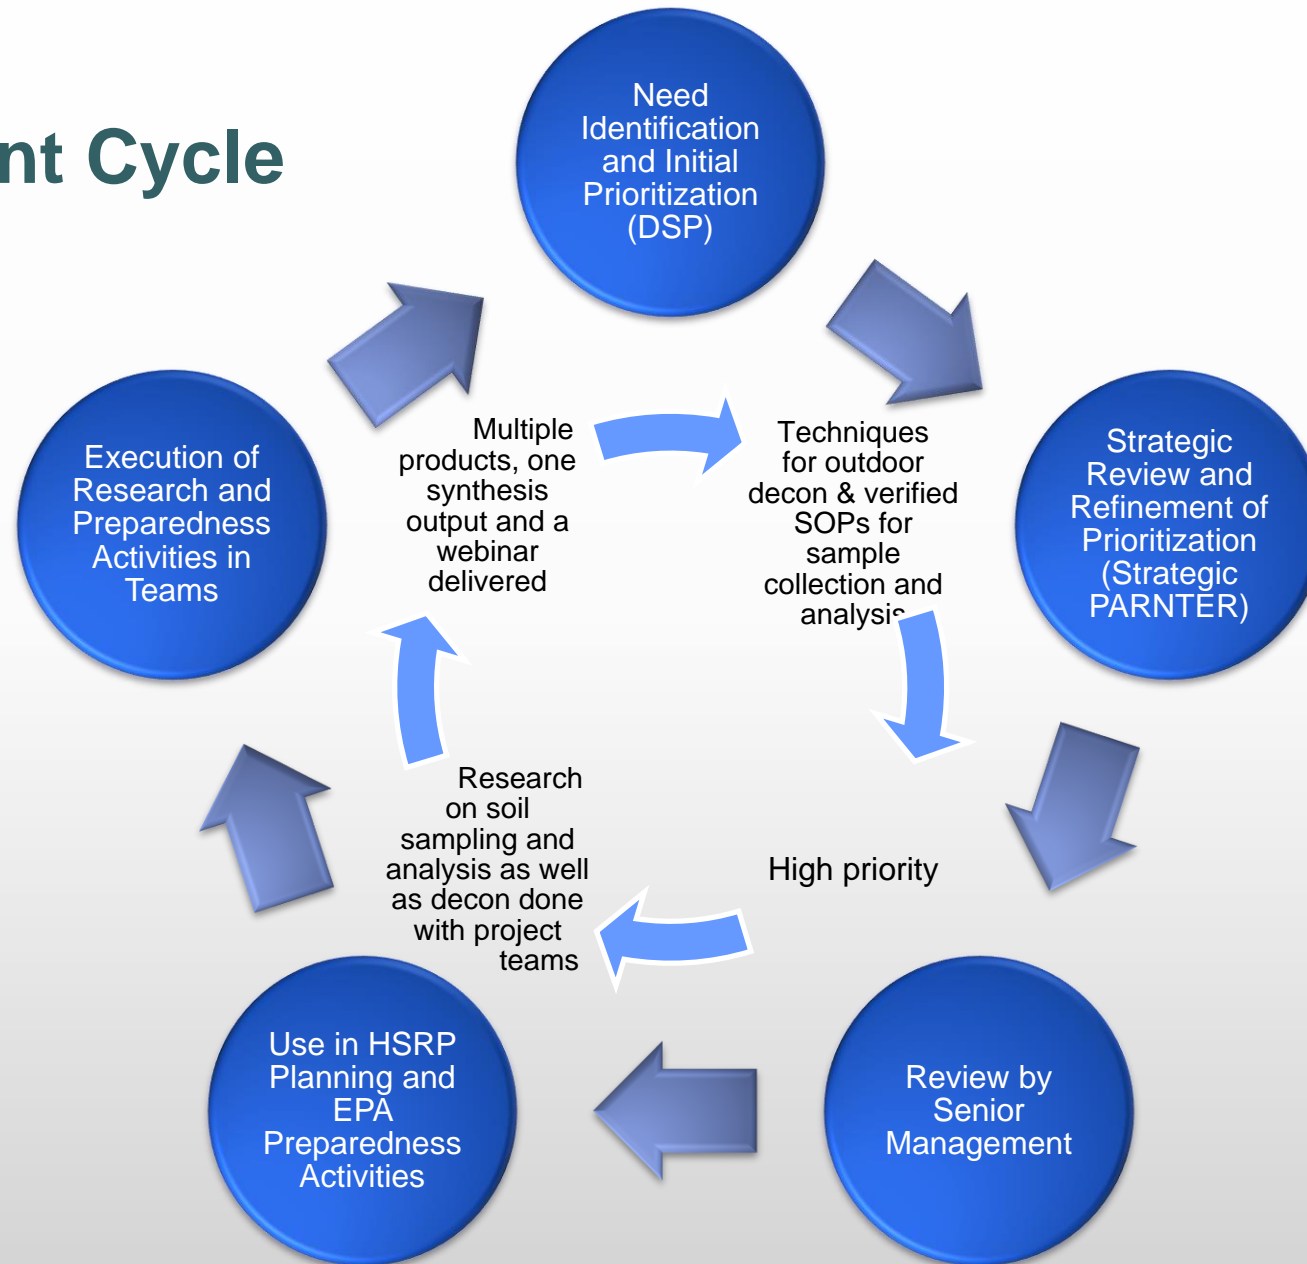 nt Cycle
Need
Identification
and Initial
Prioritization
(DSP)
Strategic
Review and
Refinement of
Prioritization
(Strategic
PARNTER)
Review by
Senior
Management
Use in HSRP
Planning and
EPA
Preparedness
Activities
Execution of
Research and
Preparedness
Activities in
Teams
Techniques
for outdoor
decon & verified
SOPs for
sample
collection and
analysis
High priority
Research
on soil
sampling and
analysis as well
as decon done
with project
teams
Multiple
products, one
synthesis
output and a
webinar
delivered